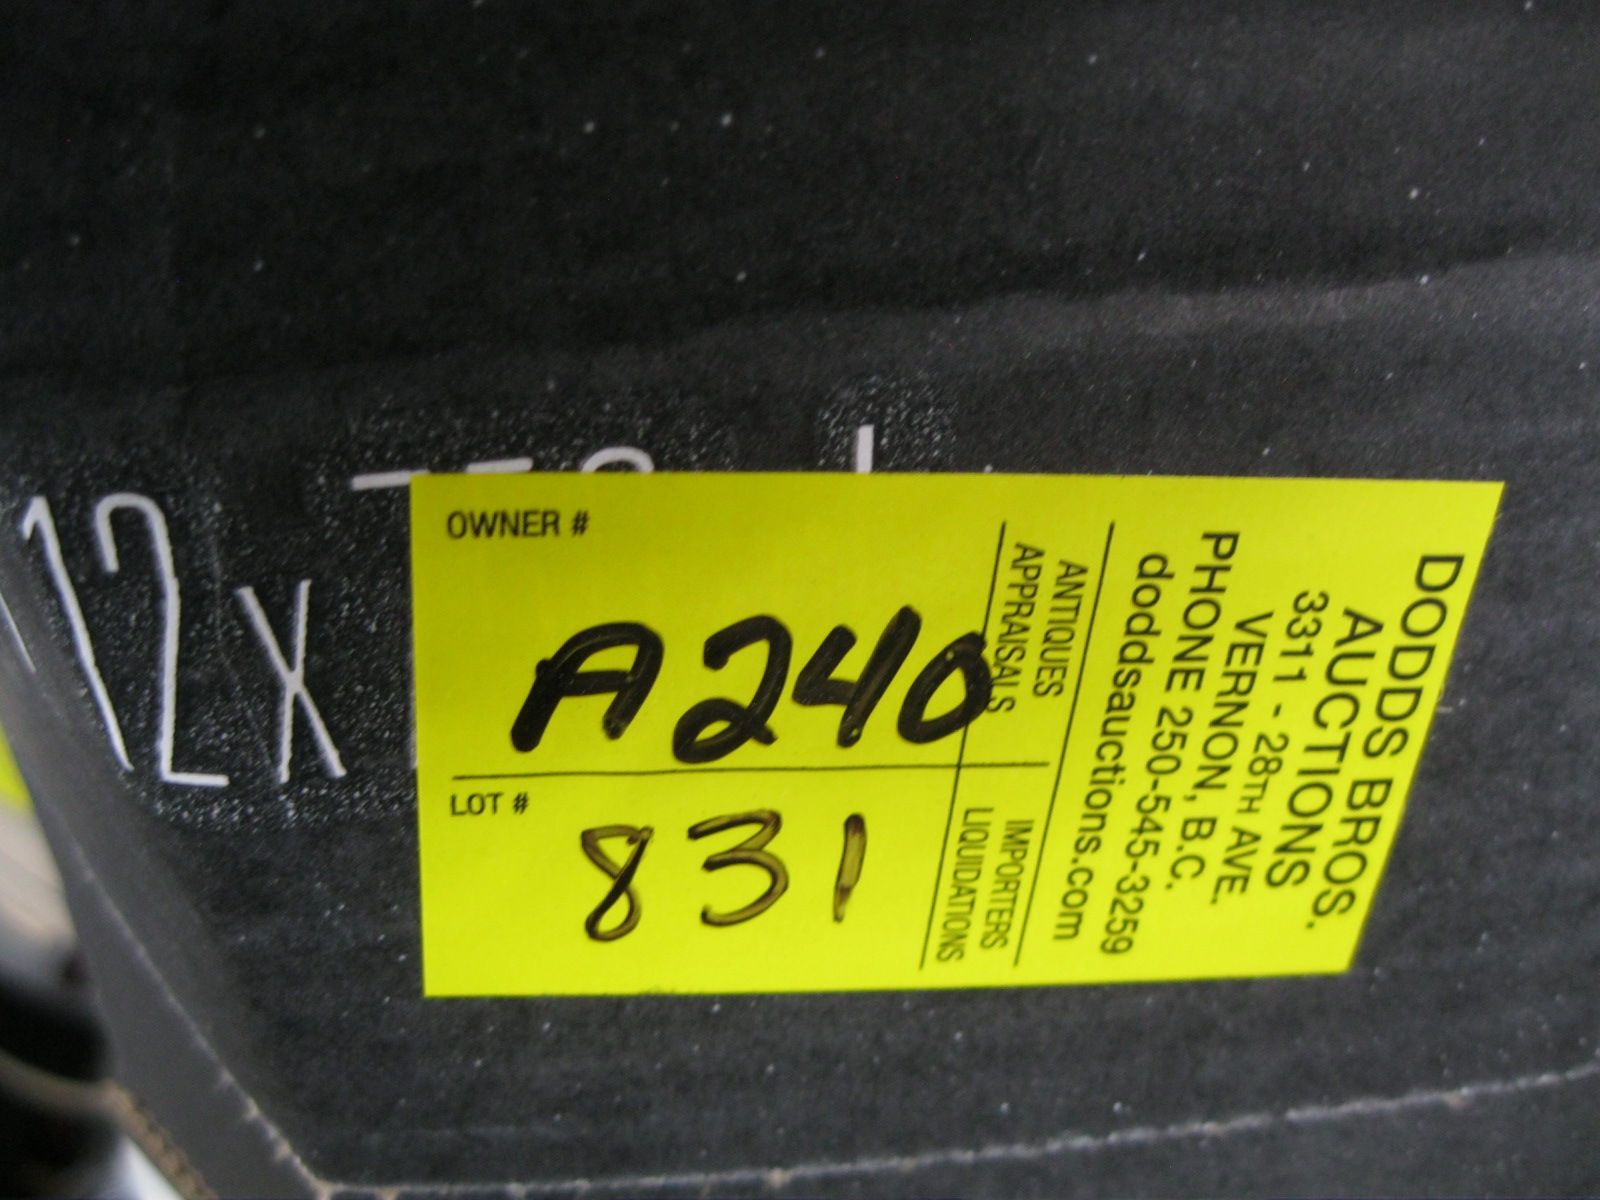 12x
OWNER #
A240
LOT #
831
ANTIQUES
APPRAISALS
IMPORTERS
LIQUIDATIONS
DODDS BROS.
AUCTIONS
3311 - 28TH AVE.
VERNON, B.C.
PHONE 250-545-3259
doddsauctions.com